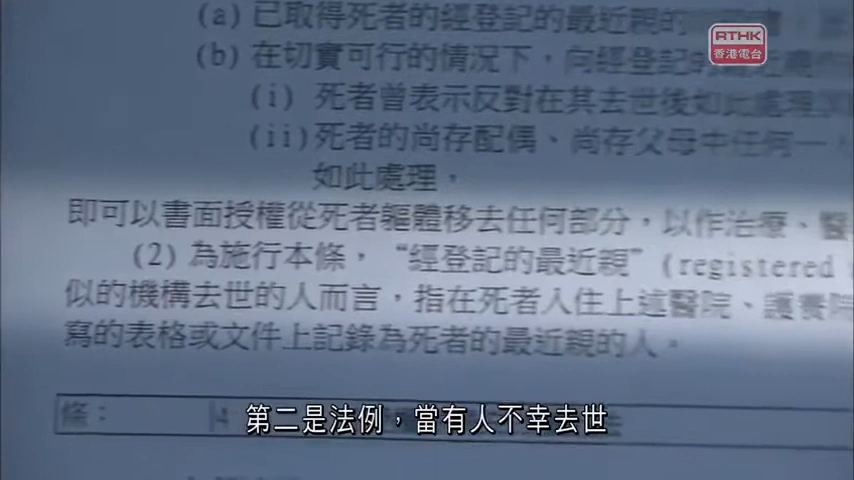 (a) 已取得死者的經登記的最近親的
RTHK
香港電台
(b) 在切實可行的情況下，向經登記的
(i) 死者曾表示反對在其去世後如此處理
(ii) 死者的尚存配偶、尚存父母中任何一
如此處理，
即可以書面授權從死者軀體移去任何部分，以作治療、醫
(2) 為施行本條，“經登記的最近親”(registered
似的機構去世的人而言，指在死者入住上述醫院、護養院
寫的表格或文件上記錄為死者的最近親的人。
條： 4
第二是法例，當有人不幸去世